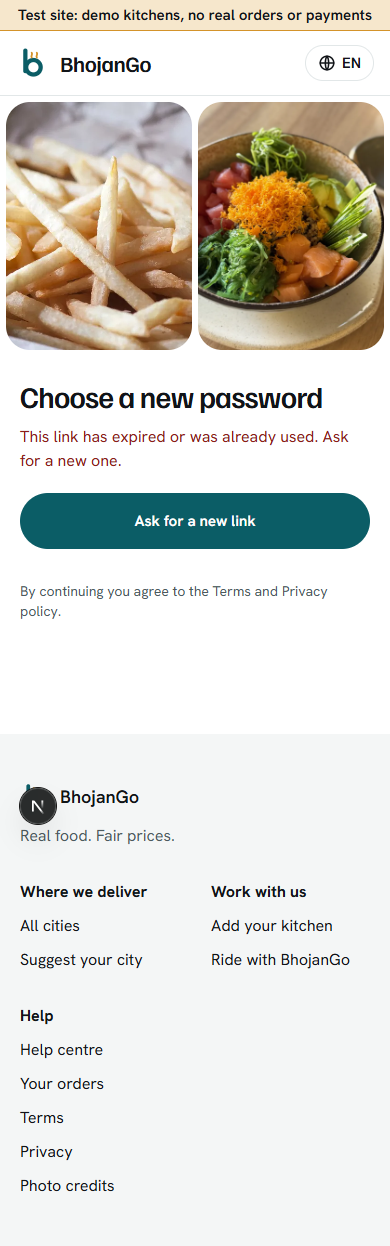 Test site: demo kitchens, no real orders or payments
BhojanGo
EN
Choose a new password
This link has expired or was already used. Ask
for a new one.
Ask for a new link
By continuing you agree to the Terms and Privacy
policy.
N
BhojanGo
Real food. Fair prices.
Where we deliver
Work with us
All cities
Add your kitchen
Suggest your city
Ride with BhojanGo
Help
Help centre
Your orders
Terms
Privacy
Photo credits